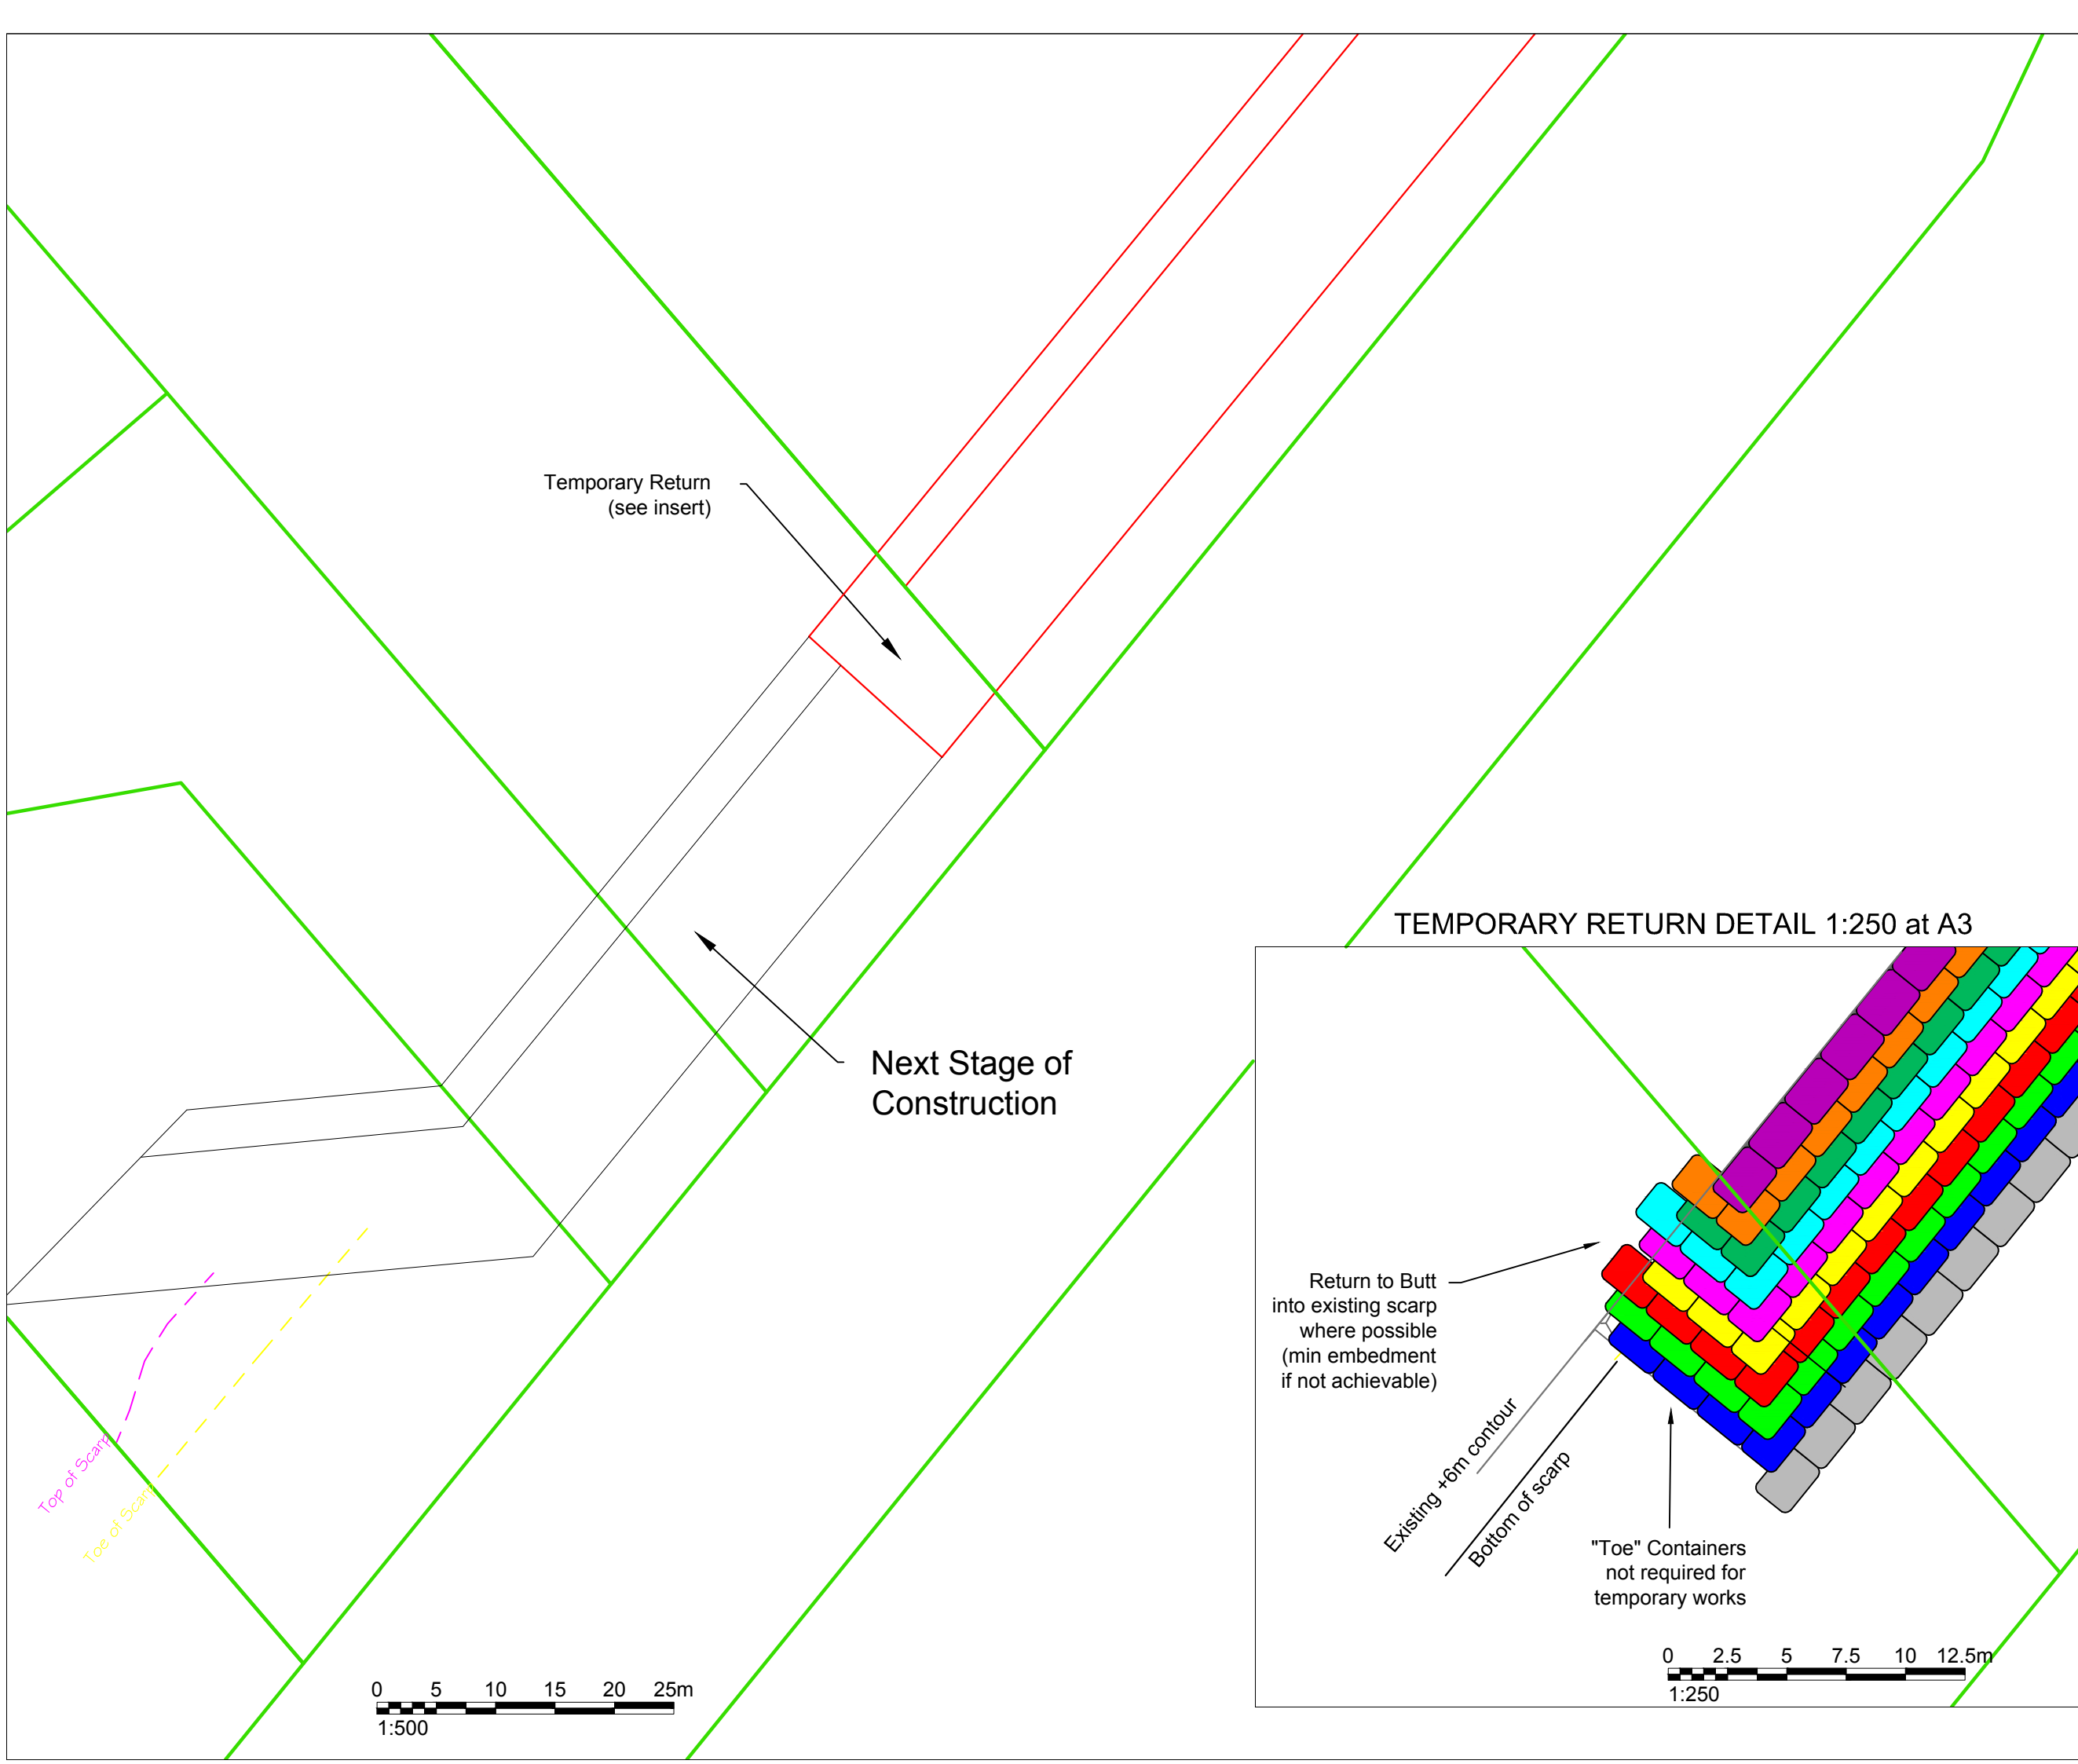 Temporary Return
(see insert)
Next Stage of
Construction
Top of Scarp
Toe of Scarp
0 5 10 15 20 25m
1:500
TEMPORARY RETURN DETAIL 1:250 at A3
Return to Butt
into existing scarp
where possible
(min embedment
if not achievable)
Existing +6m contour
Bottom of scarp
"Toe" Containers
not required for
temporary works
0 2.5 5 7.5 10 12.5m
1:250